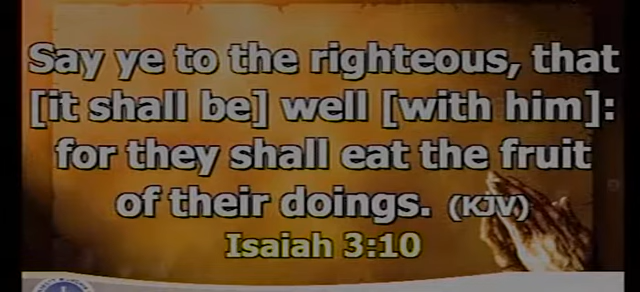 Say ye to the righteous, that
[it shall be] well [with him]:
for they shall eat the fruit
of their doings. (KJV)
Isaiah 3:10